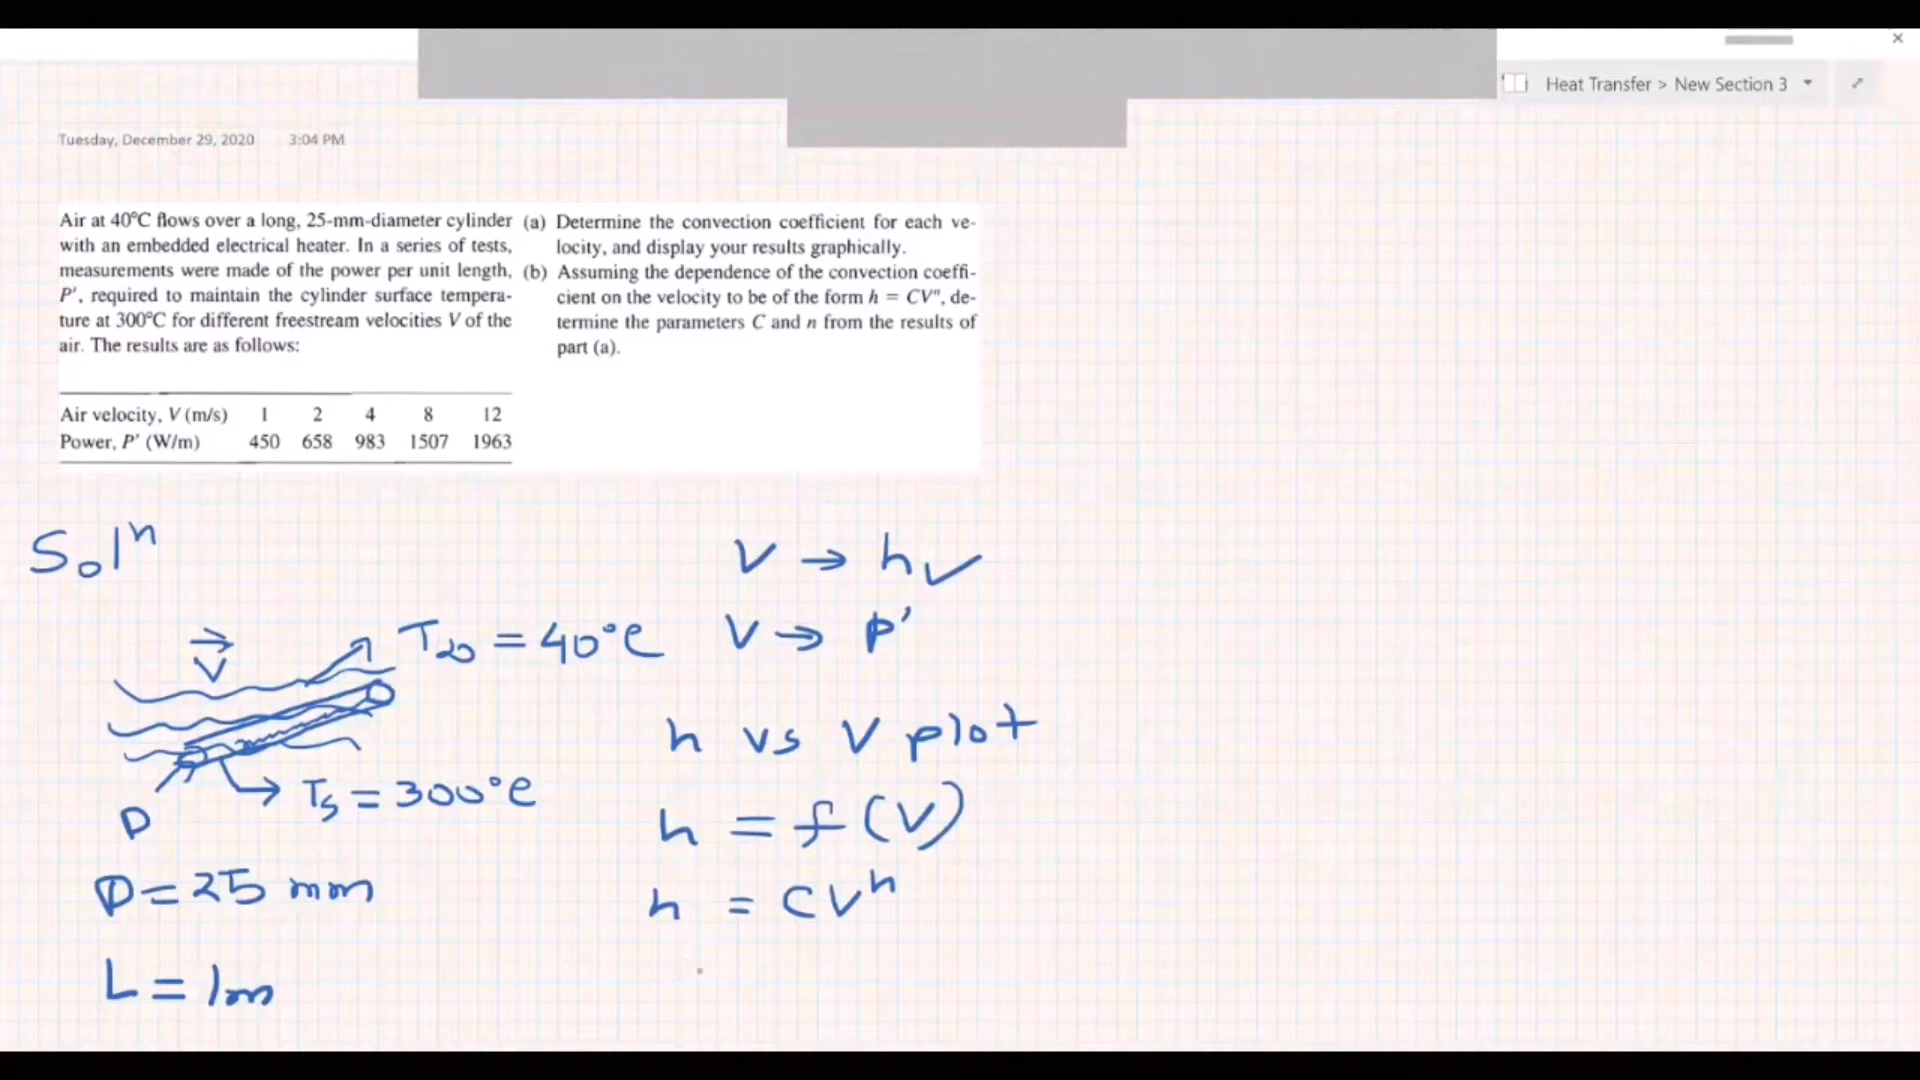 Heat Transfer > New Section 3
Tuesday, December 29, 2020 3:04 PM
Air at 40°C flows over a long, 25-mm-diameter cylinder
with an embedded electrical heater. In a series of tests,
measurements were made of the power per unit length,
P′, required to maintain the cylinder surface tempera-
ture at 300°C for different freestream velocities V of the
air. The results are as follows:
Air velocity, V (m/s) 1 2 4 8 12
Power, P′ (W/m) 450 658 983 1507 1963
(a) Determine the convection coefficient for each ve-
locity, and display your results graphically.
(b) Assuming the dependence of the convection coeffi-
cient on the velocity to be of the form h = CVⁿ, de-
termine the parameters C and n from the results of
part (a).
Solⁿ
V
T∞ = 40°C
Ts = 300°C
D
D = 25 mm
L = 1m
V → h ✓
V → P′
h vs V plot
h = f(V)
h = CVⁿ